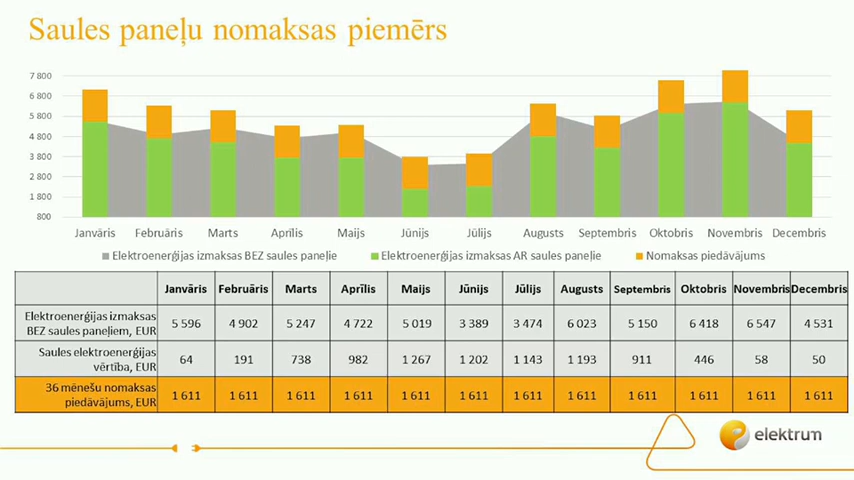 Saules paneļu nomaksas piemērs
7 800
6 800
5 800
4 800
3 800
2 800
1 800
800
Janvāris Februāris Marts Aprīlis Maijs Jūnijs Jūlijs Augusts Septembris Oktobris Novembris Decembris
Elektroenerģijas izmaksas BEZ saules paneļie Elektroenerģijas izmaksas AR saules paneļie Nomaksas piedāvājums
Janvāris Februāris Marts Aprīlis Maijs Jūnijs Jūlijs Augusts Septembris Oktobris Novembris Decembris
Elektroenerģijas izmaksas
BEZ saules paneļiem, EUR 5 596 4 902 5 247 4 722 5 019 3 389 3 474 6 023 5 150 6 418 6 547 4 531
Saules elektroenerģijas
vērtība, EUR 64 191 738 982 1 267 1 202 1 143 1 193 911 446 58 50
36 mēnešu nomaksas
piedāvājums, EUR 1 611 1 611 1 611 1 611 1 611 1 611 1 611 1 611 1 611 1 611 1 611 1 611
elektrum